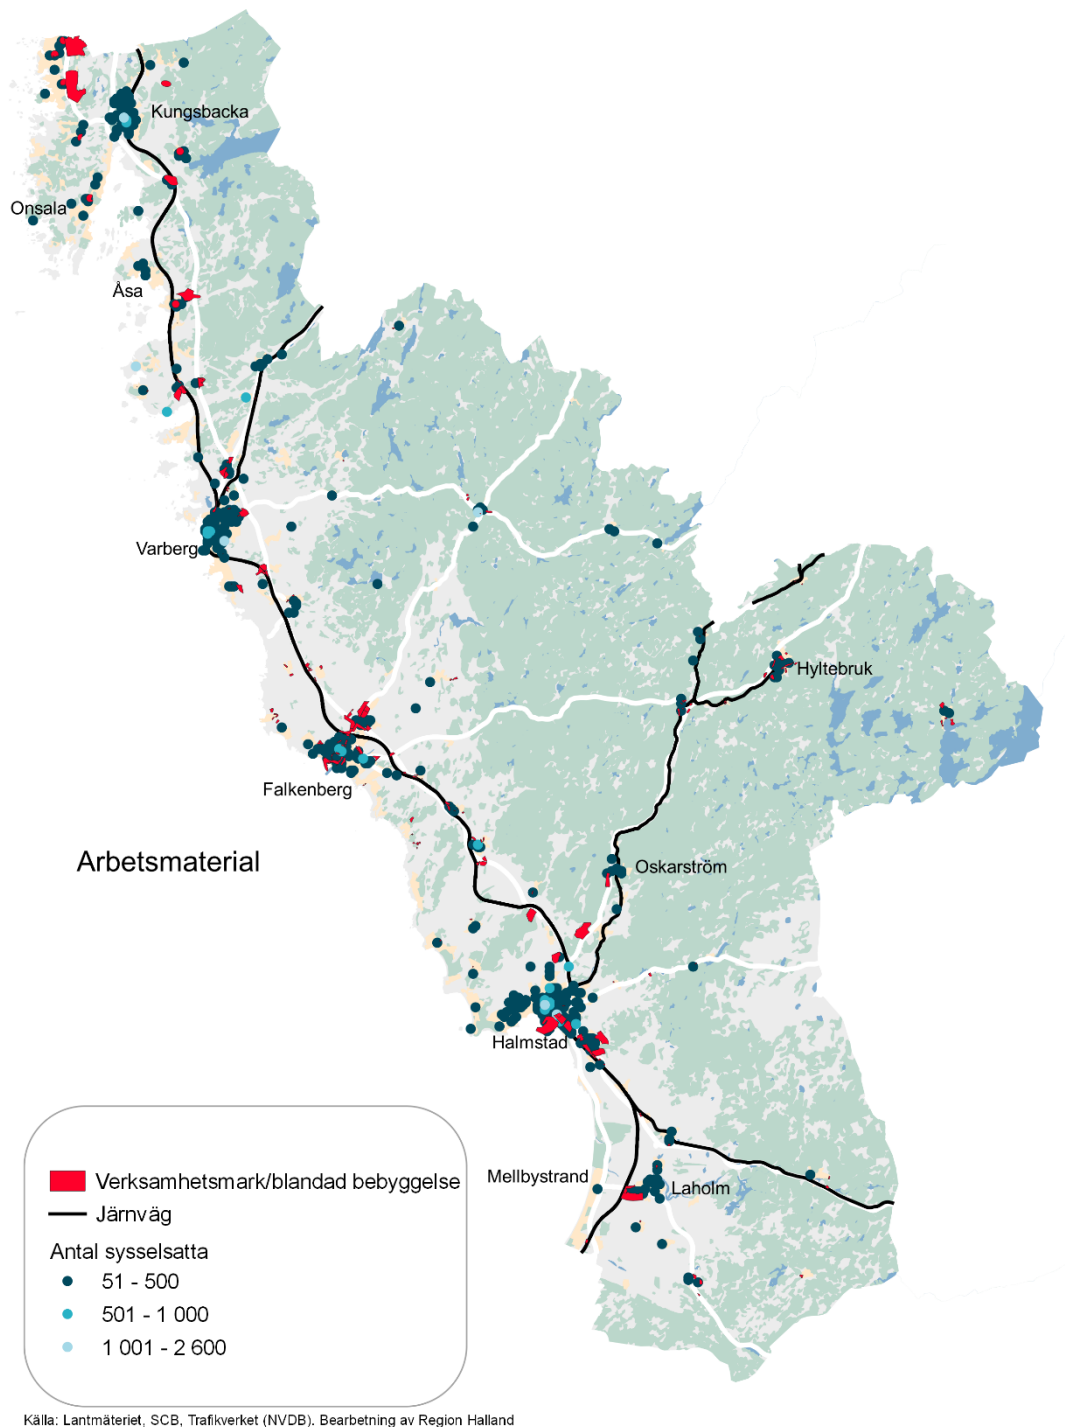 Kungsbacka
Onsala
Åsa
Varberg
Hyltebruk
Falkenberg
Arbetsmaterial
Oskarström
Halmstad
Mellbystrand
Laholm
Verksamhetsmark/blandad bebyggelse
Järnväg
Antal sysselsatta
51 - 500
501 - 1 000
1 001 - 2 600
Källa: Lantmäteriet, SCB, Trafikverket (NVDB). Bearbetning av Region Halland